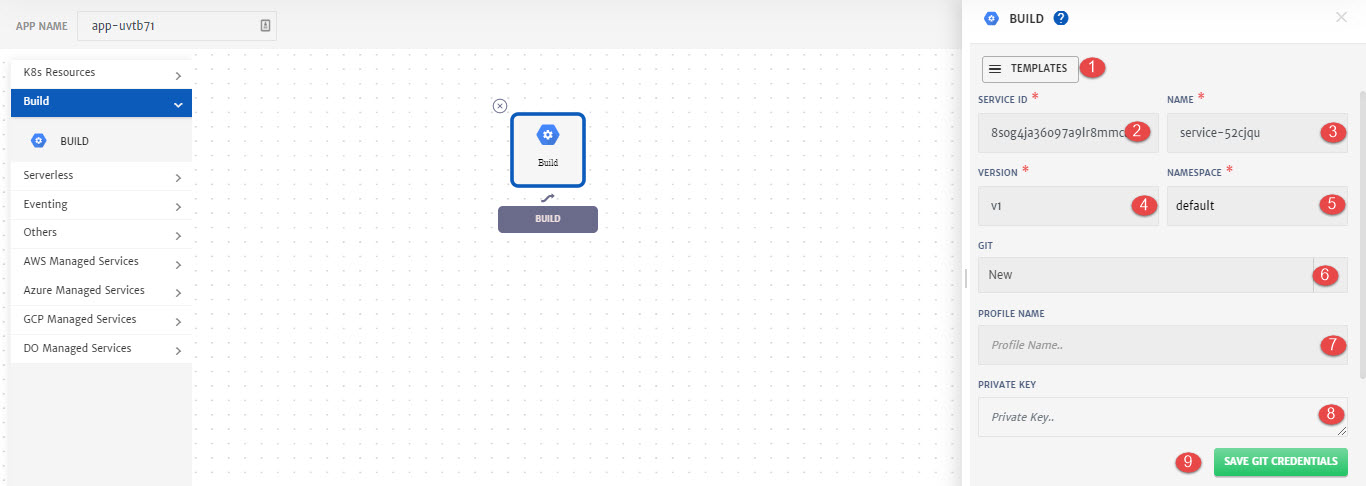 APP NAME
app-uvtb71
K8s Resources
Build
BUILD
Serverless
Eventing
Others
AWS Managed Services
Azure Managed Services
GCP Managed Services
DO Managed Services
Build
BUILD
BUILD ?
TEMPLATES 1
SERVICE ID * NAME *
8sog4ja36o97a9lr8mmc 2 service-52cjqu 3
VERSION * NAMESPACE *
v1 4 default 5
GIT
New 6
PROFILE NAME
Profile Name.. 7
PRIVATE KEY
Private Key.. 8
9 SAVE GIT CREDENTIALS